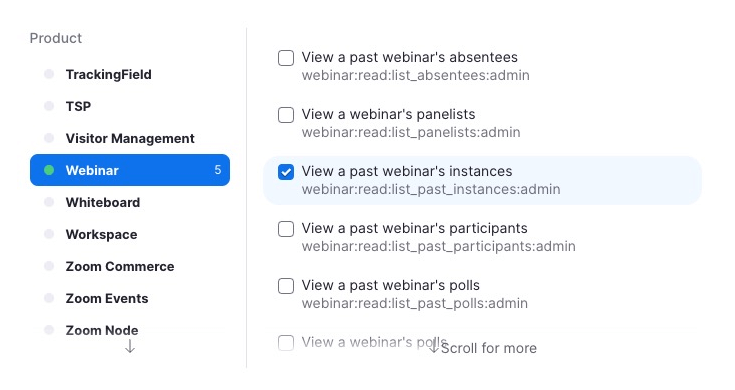 Product
TrackingField
TSP
Visitor Management
Webinar 5
Whiteboard
Workspace
Zoom Commerce
Zoom Events
Zoom Node
View a past webinar's absentees
webinar:read:list_absentees:admin
View a webinar's panelists
webinar:read:list_panelists:admin
View a past webinar's instances
webinar:read:list_past_instances:admin
View a past webinar's participants
webinar:read:list_past_participants:admin
View a past webinar's polls
webinar:read:list_past_polls:admin
View a webinar's polls
Scroll for more